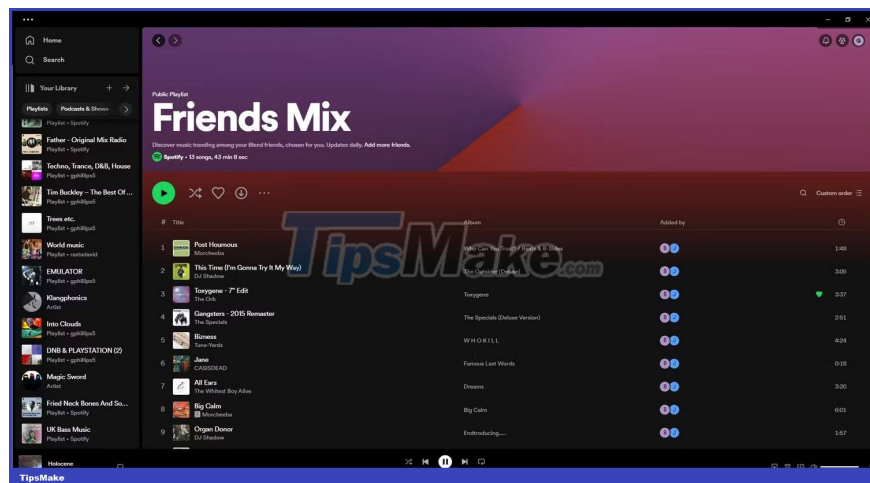 Home
Search
Your Library
Playlists
Podcasts & Shows
Playlist • Spotify
Father - Original Mix Radio
Playlist • Spotify
Techno, Trance, D&B, House
Playlist • gphillips5
Tim Buckley – The Best Of ...
Playlist • gphillips5
Trees etc.
Playlist • gphillips5
World music
Playlist • rastadavid
EMULATOR
Playlist • gphillips5
Klangphonics
Artist
Into Clouds
Playlist • gphillips5
DNB & PLAYSTATION (2)
Playlist • gphillips5
Magic Sword
Artist
Fried Neck Bones And So...
Playlist • Spotify
UK Bass Music
Playlist • Spotify
Holocene
Public Playlist
Friends Mix
Discover music trending among your Blend friends, chosen for you. Updates daily. Add more friends.
Spotify • 13 songs, 43 min 8 sec
Custom order
# Title Album Added by
1 Post Houmous Who Can You Trust? / Beats & B-Sides 1:48
Morcheeba
2 This Time (I'm Gonna Try It My Way) The Outsider (Deluxe) 3:06
DJ Shadow
3 Toxygene - 7" Edit Toxygene 3:37
The Orb
4 Gangsters - 2015 Remaster The Specials (Deluxe Version) 2:51
The Specials
5 Bizness W H O K I L L 4:24
Tune-Yards
6 Jane Famous Last Words 0:18
CASISDEAD
7 All Ears Dreams 3:20
The Whitest Boy Alive
8 Big Calm Big Calm 6:01
E Morcheeba
9 Organ Donor Endtroducing..... 1:57
DJ Shadow
TipsMake.com
TipsMake